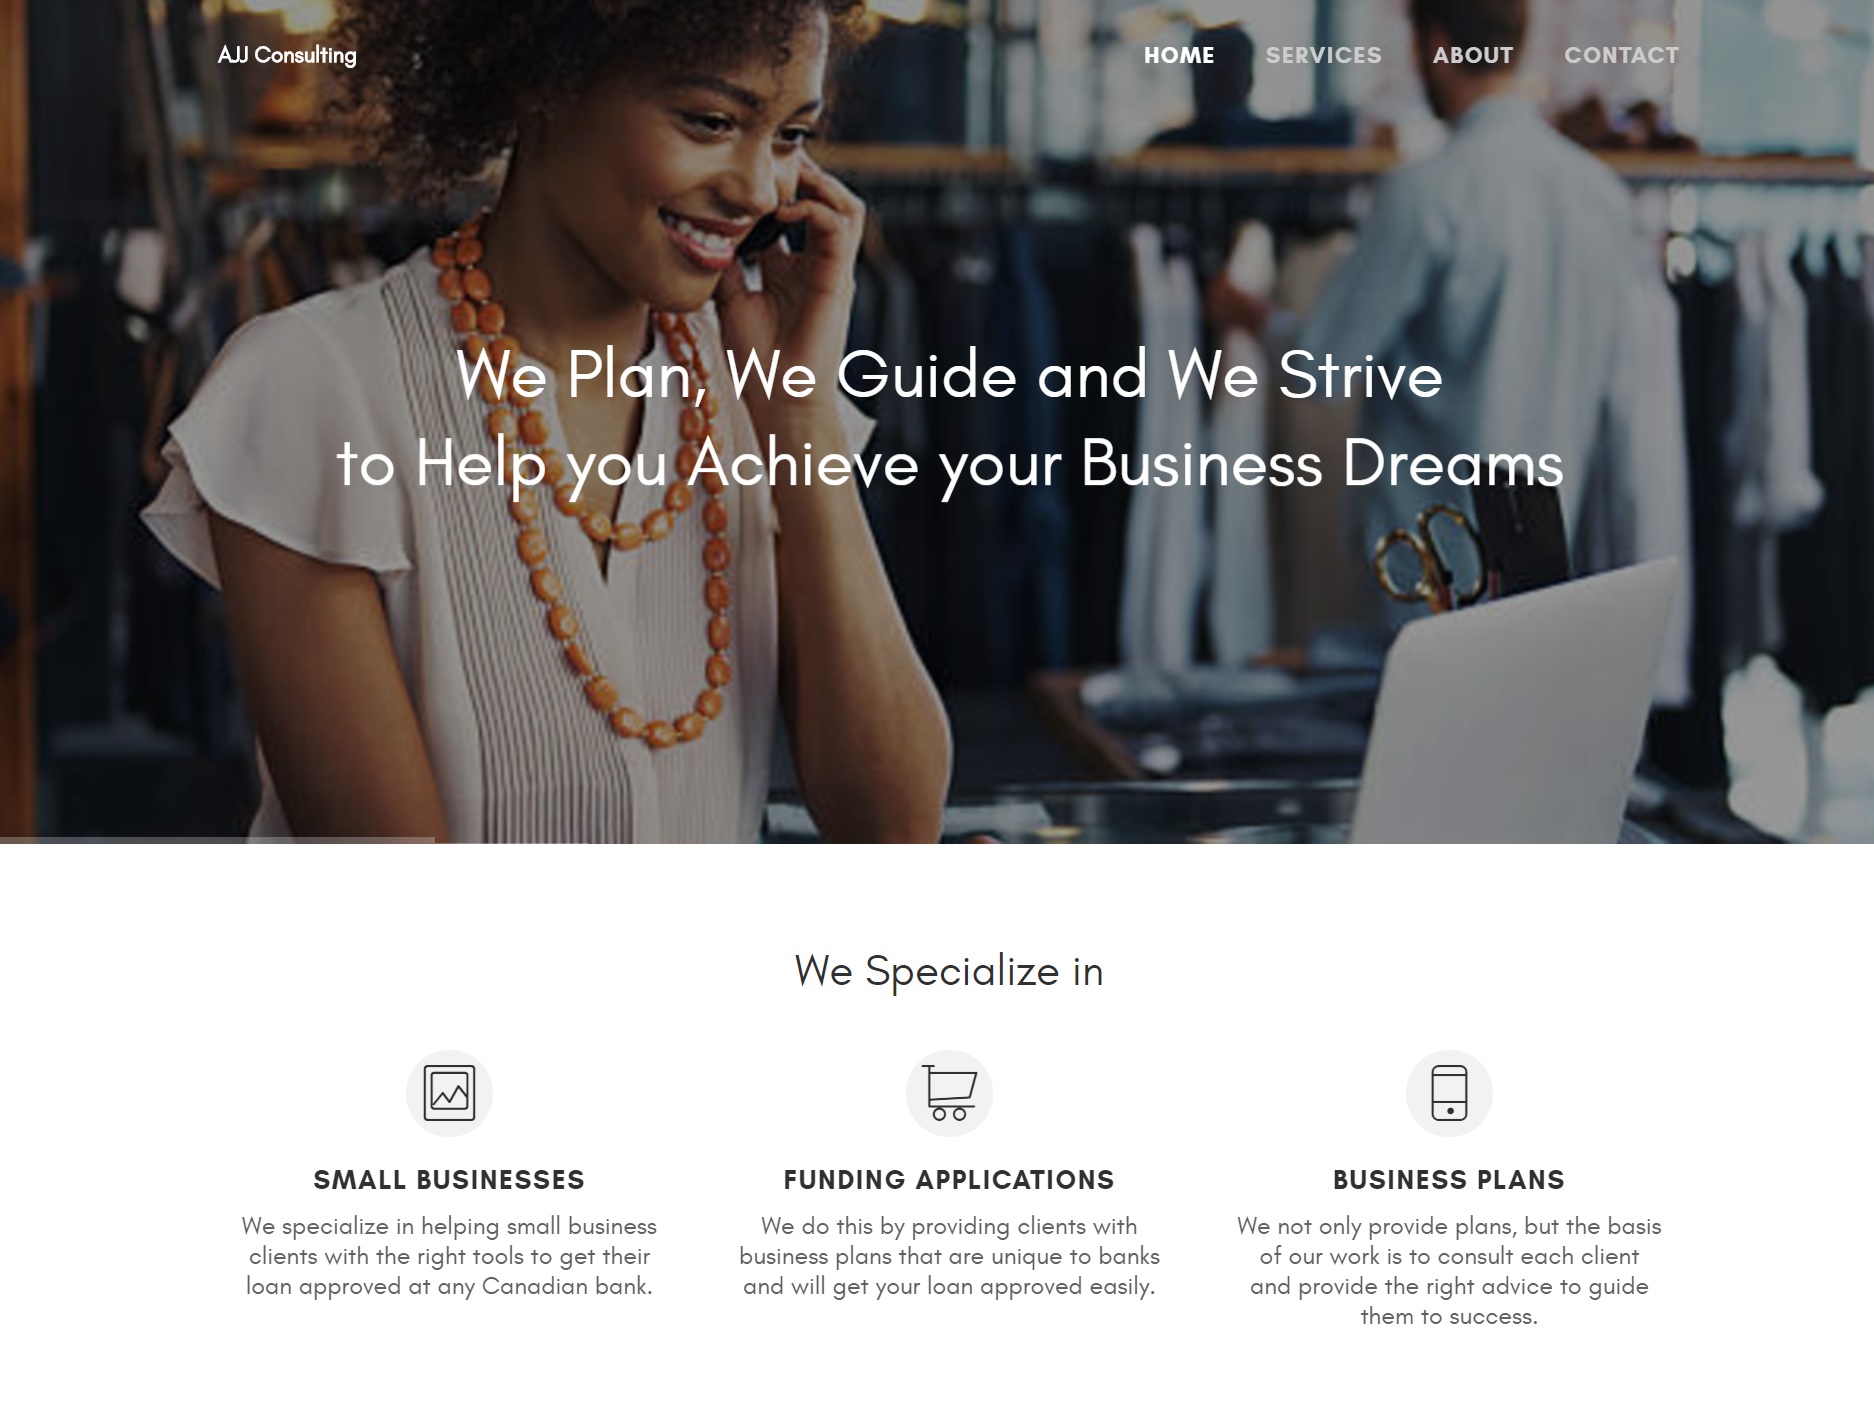 AJJ Consulting
HOME SERVICES ABOUT CONTACT
We Plan, We Guide and We Strive
to Help you Achieve your Business Dreams
We Specialize in
SMALL BUSINESSES
We specialize in helping small business
clients with the right tools to get their
loan approved at any Canadian bank.
FUNDING APPLICATIONS
We do this by providing clients with
business plans that are unique to banks
and will get your loan approved easily.
BUSINESS PLANS
We not only provide plans, but the basis
of our work is to consult each client
and provide the right advice to guide
them to success.